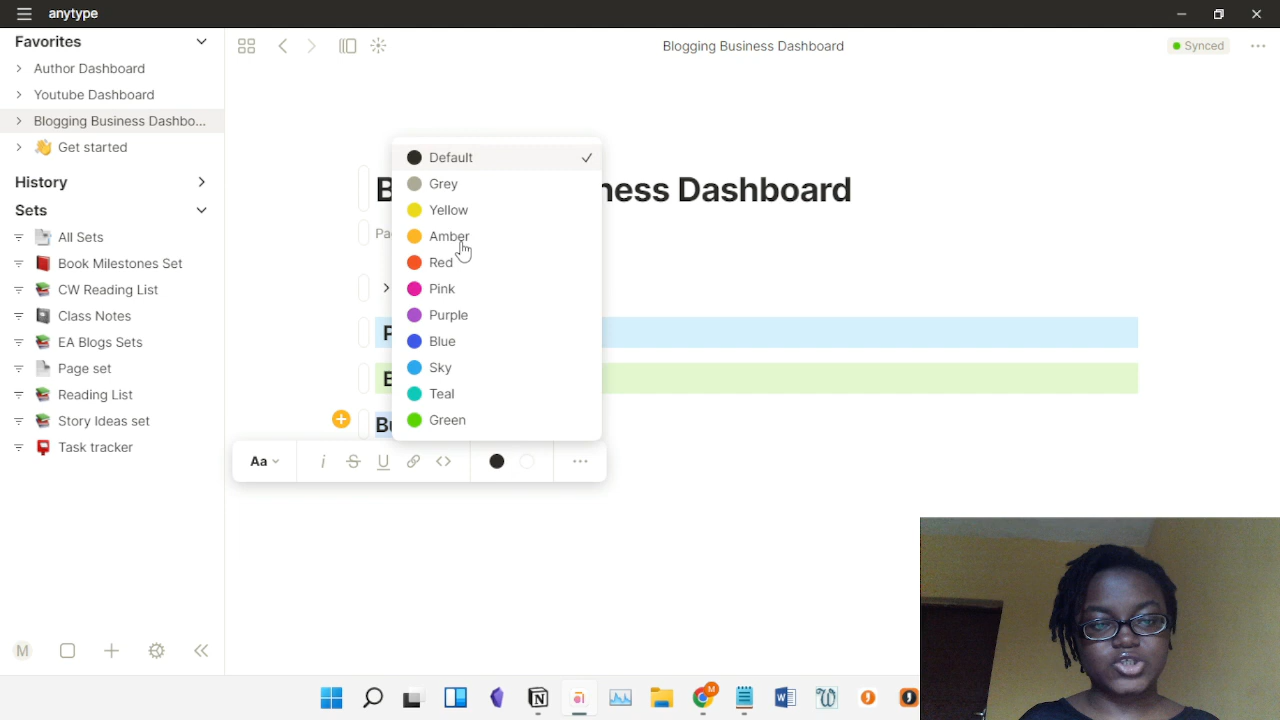 anytype
Favorites
Author Dashboard
Youtube Dashboard
Blogging Business Dashbo...
Get started
History
Sets
All Sets
Book Milestones Set
CW Reading List
Class Notes
EA Blogs Sets
Page set
Reading List
Story Ideas set
Task tracker
M
Blogging Business Dashboard
Synced
B ness Dashboard
Pa
Default
Grey
Yellow
Amber
Red
Pink
Purple
Blue
Sky
Teal
Green
Bu
Aa
i
S
U
<>
M
W